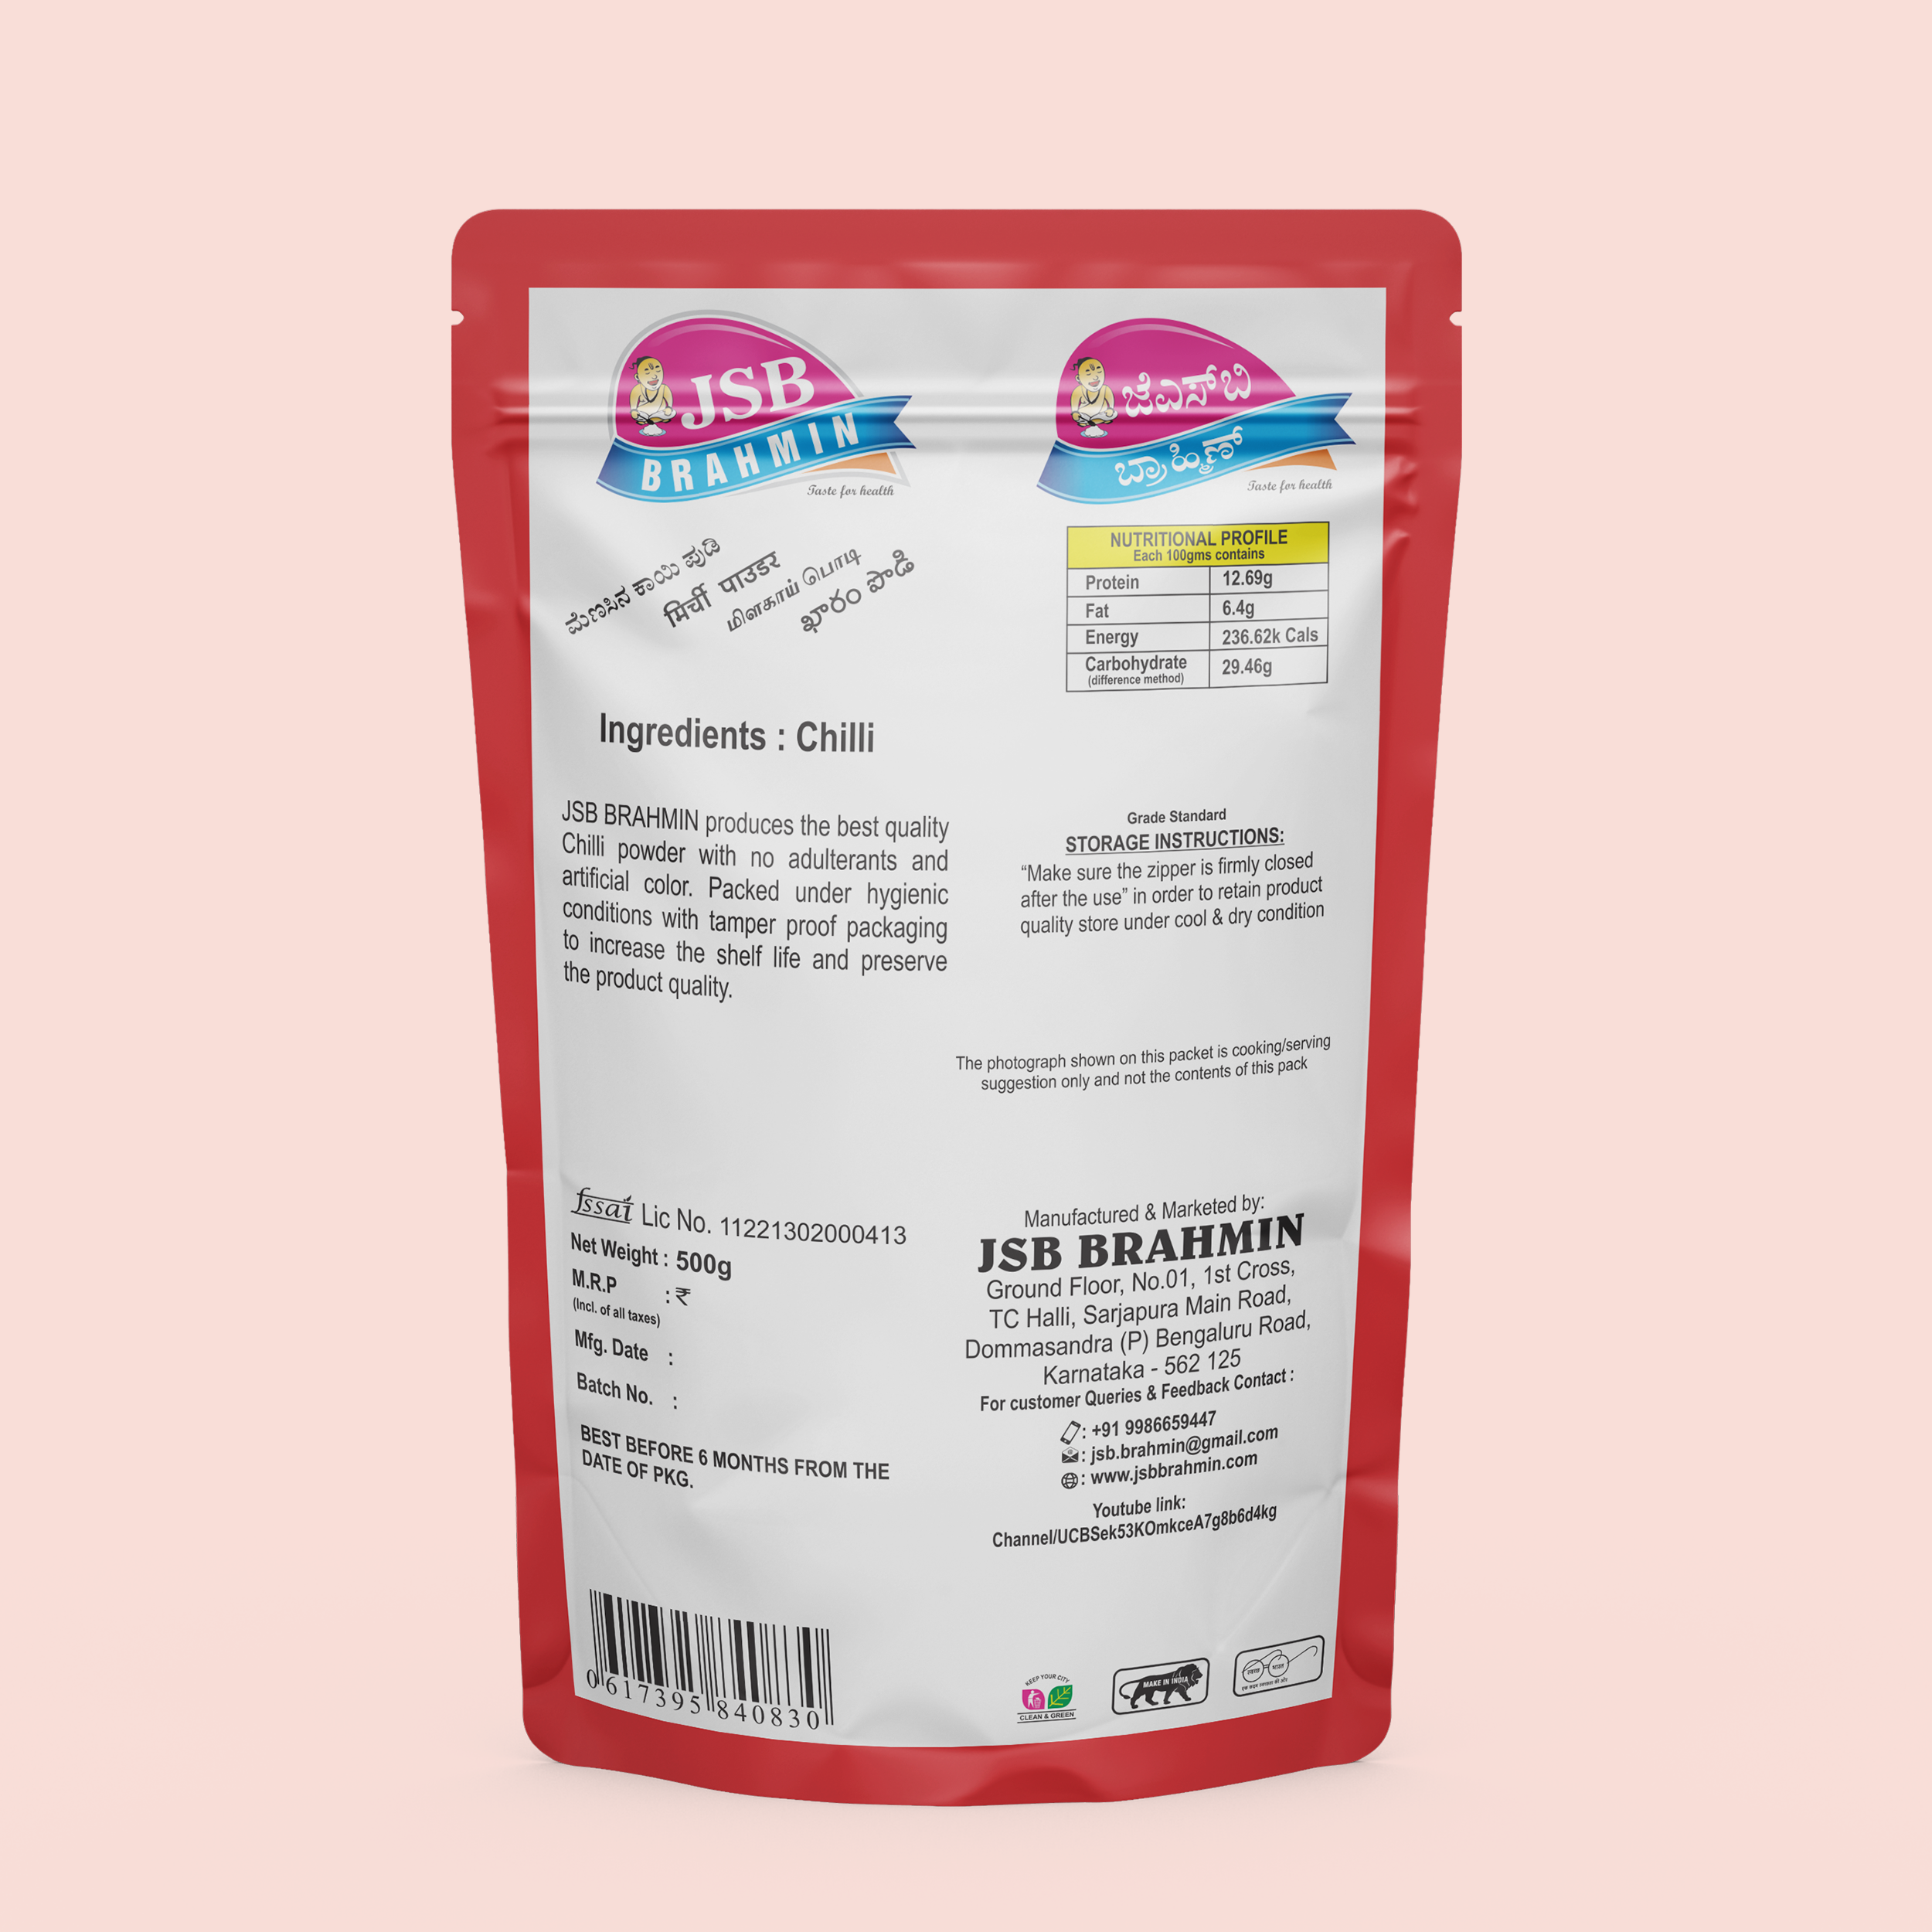 JSB
BRAHMIN
Taste for health
ಜೆಎಸ್‌ಬಿ
ಬ್ರಾಹ್ಮಿಣ್
Taste for health
ಮೆಣಸಿನ ಕಾಯಿ ಪುಡಿ
मिर्ची पाउडर
மிளகாய் பொடி
ఖారం పౌడి
NUTRITIONAL PROFILE
Each 100gms contains
Protein 12.69g
Fat 6.4g
Energy 236.62k Cals
Carbohydrate 29.46g
(difference method)
Ingredients : Chilli
JSB BRAHMIN produces the best quality
Chilli powder with no adulterants and
artificial color. Packed under hygienic
conditions with tamper proof packaging
to increase the shelf life and preserve
the product quality.
Grade Standard
STORAGE INSTRUCTIONS:
“Make sure the zipper is firmly closed
after the use” in order to retain product
quality store under cool & dry condition
The photograph shown on this packet is cooking/serving
suggestion only and not the contents of this pack
fssai Lic No. 11221302000413
Net Weight : 500g
M.R.P : ₹
(Incl. of all taxes)
Mfg. Date :
Batch No. :
BEST BEFORE 6 MONTHS FROM THE
DATE OF PKG.
Manufactured & Marketed by:
JSB BRAHMIN
Ground Floor, No.01, 1st Cross,
TC Halli, Sarjapura Main Road,
Dommasandra (P) Bengaluru Road,
Karnataka - 562 125
For customer Queries & Feedback Contact :
: +91 9986659447
: jsb.brahmin@gmail.com
: www.jsbbrahmin.com
Youtube link:
Channel/UCBSek53KOmkceA7g8b6d4kg
0 617395 840830
KEEP YOUR CITY
CLEAN & GREEN
MAKE IN INDIA
स्वच्छ भारत
एक कदम स्वच्छता की ओर